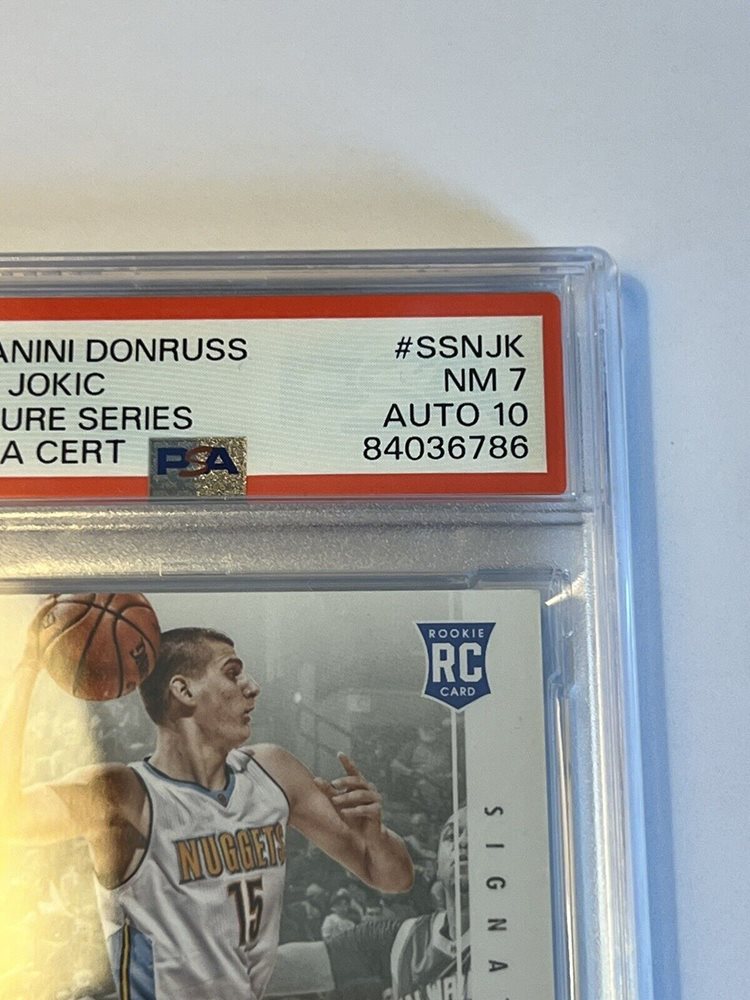 ANINI DONRUSS #SSNJK
JOKIC NM 7
URE SERIES AUTO 10
A CERT PSA 84036786
ROOKIE
RC
CARD
NUGGETS
15
SIGNA